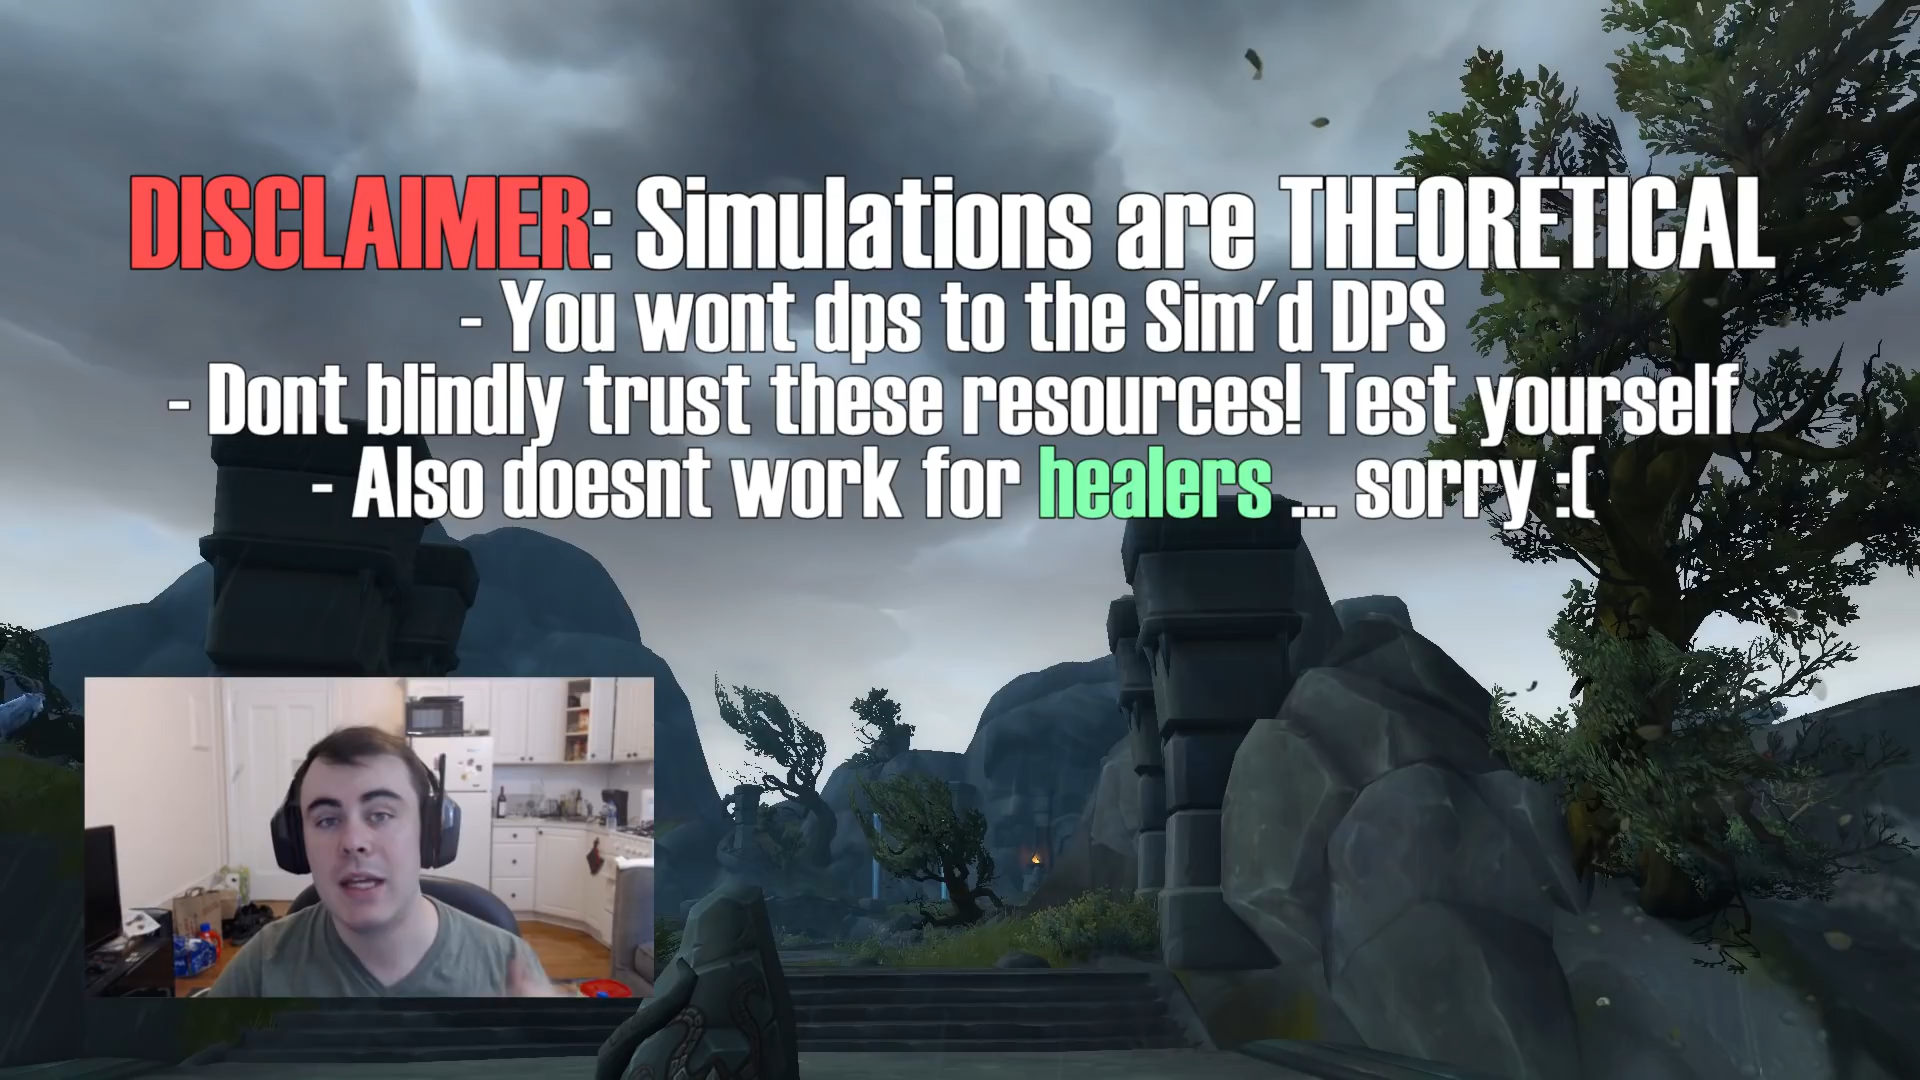 DISCLAIMER: Simulations are THEORETICAL
- You wont dps to the Sim'd DPS
- Dont blindly trust these resources! Test yourself
- Also doesnt work for healers ... sorry :(